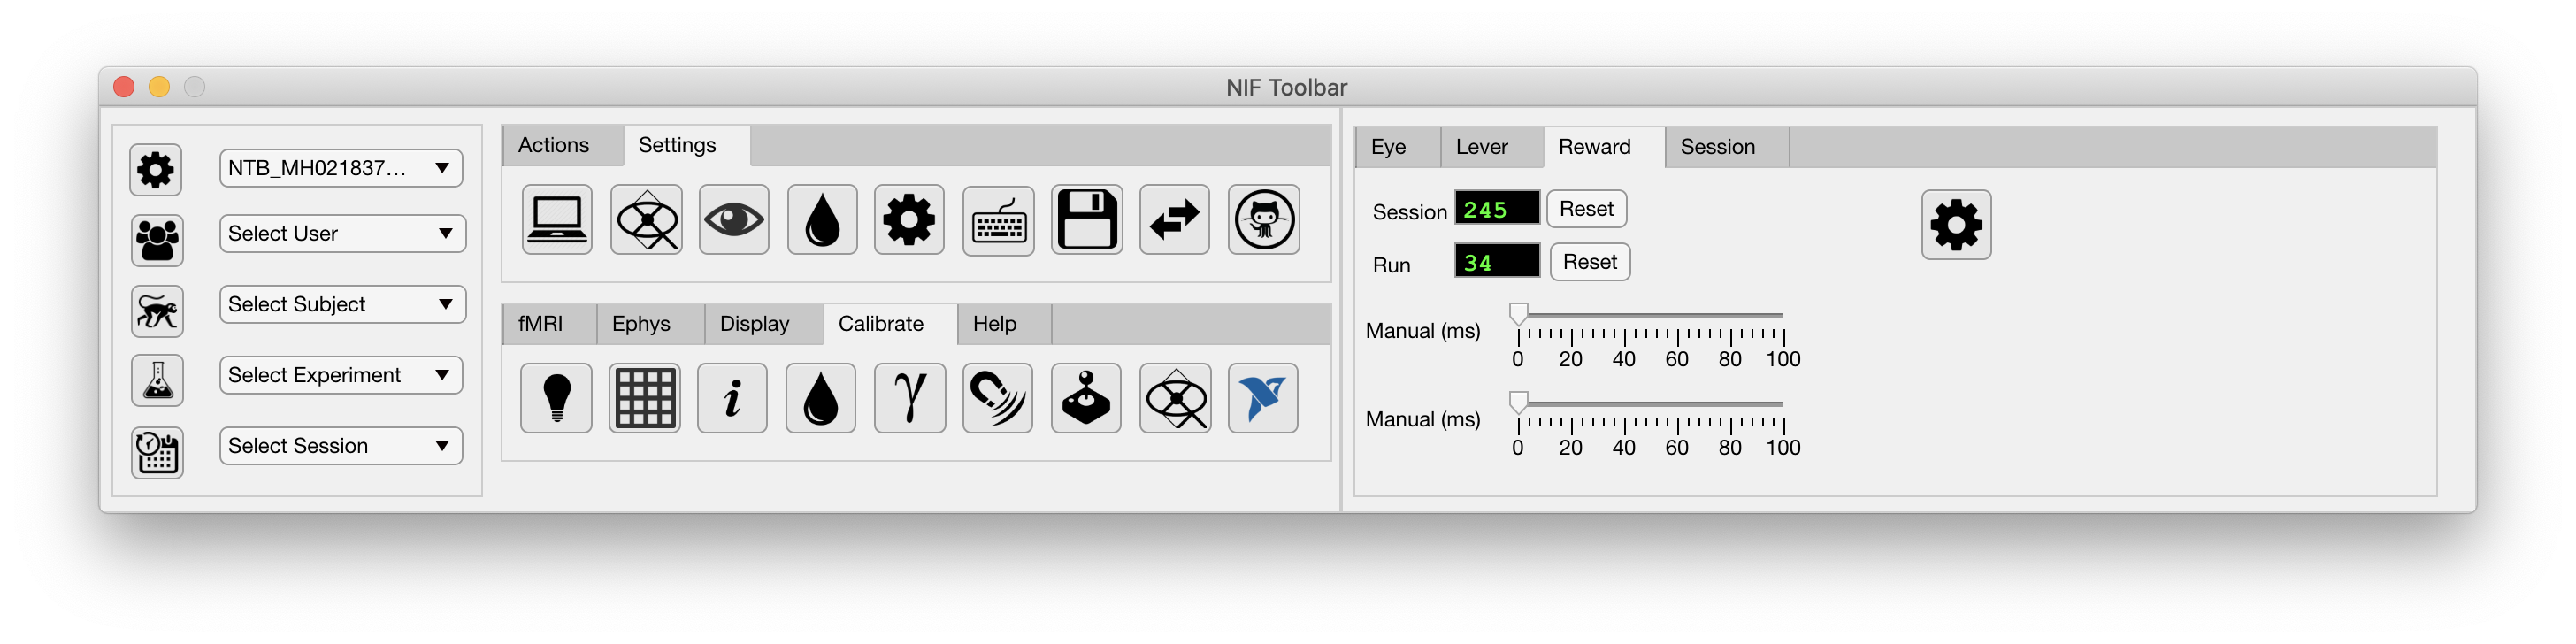 NIF Toolbar
NTB_MH021837...
Select User
Select Subject
Select Experiment
Select Session
Actions Settings
fMRI Ephys Display Calibrate Help
i
γ
Eye Lever Reward Session
Session 245 Reset
Run 34 Reset
Manual (ms)
0 20 40 60 80 100
Manual (ms)
0 20 40 60 80 100